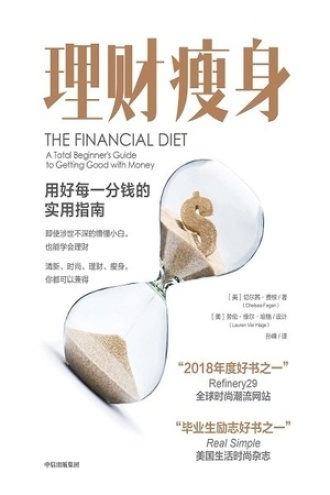 理财瘦身
THE FINANCIAL DIET
A Total Beginner's Guide
to Getting Good with Money
用好每一分钱的
实用指南
即使涉世不深的懵懂小白，
也能学会理财
清新、时尚、理财、瘦身，
你都可以兼得
$
［英］切尔茜·费根／著
(Chelsea Fagan)
［美］劳伦·维尔·哈格／设计
(Lauren Ver Hage)
孙峰／译
“2018年度好书之一”
Refinery29
全球时尚潮流网站
“毕业生励志好书之一”
Real Simple
美国生活时尚杂志
中信出版集团